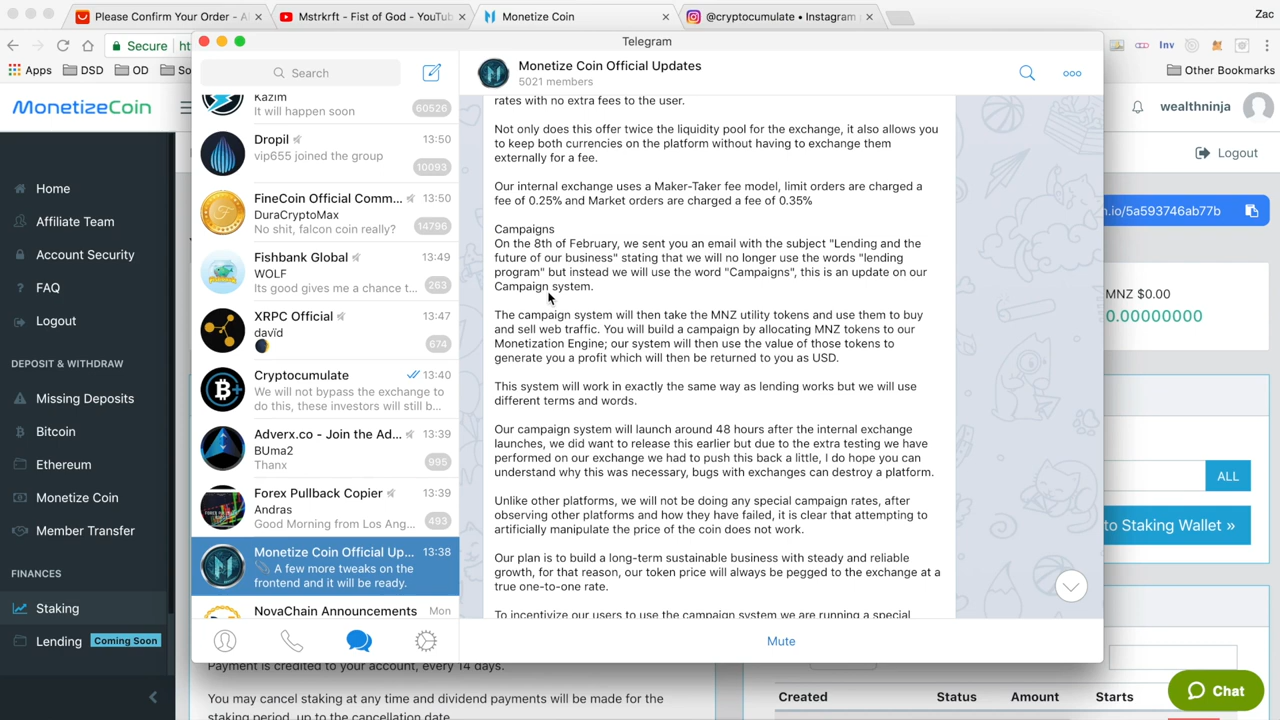 Please Confirm Your Order - A
Mstrkrft - Fist of God - YouTub
Monetize Coin
@cryptocumulate • Instagram
Zac
Secure
Inv
Apps
DSD
OD
Other Bookmarks
MonetizeCoin
wealthninja
Logout
Home
Affiliate Team
Account Security
? FAQ
Logout
DEPOSIT & WITHDRAW
Missing Deposits
Bitcoin
Ethereum
Monetize Coin
Member Transfer
FINANCES
Staking
Lending Coming Soon
Telegram
Search
Kazim
It will happen soon
60526
Dropil 13:50
vip655 joined the group
10093
FineCoin Official Comm... 13:50
DuraCryptoMax
No shit, falcon coin really? 14796
Fishbank Global 13:49
WOLF
Its good gives me a chance t... 263
XRPC Official 13:47
david
674
Cryptocumulate 13:40
We will not bypass the exchange to
do this, these investors will still b...
Adverx.co - Join the Ad... 13:39
BUma2
Thanx 995
Forex Pullback Copier 13:39
Andras
Good Morning from Los Ang... 493
Monetize Coin Official Up... 13:38
A few more tweaks on the
frontend and it will be ready.
NovaChain Announcements Mon
Monetize Coin Official Updates
5021 members
rates with no extra fees to the user.
Not only does this offer twice the liquidity pool for the exchange, it also allows you
to keep both currencies on the platform without having to exchange them
externally for a fee.
Our internal exchange uses a Maker-Taker fee model, limit orders are charged a
fee of 0.25% and Market orders are charged a fee of 0.35%
Campaigns
On the 8th of February, we sent you an email with the subject "Lending and the
future of our business" stating that we will no longer use the words "lending
program" but instead we will use the word "Campaigns", this is an update on our
Campaign system.
The campaign system will then take the MNZ utility tokens and use them to buy
and sell web traffic. You will build a campaign by allocating MNZ tokens to our
Monetization Engine; our system will then use the value of those tokens to
generate you a profit which will then be returned to you as USD.
This system will work in exactly the same way as lending works but we will use
different terms and words.
Our campaign system will launch around 48 hours after the internal exchange
launches, we did want to release this earlier but due to the extra testing we have
performed on our exchange we had to push this back a little, I do hope you can
understand why this was necessary, bugs with exchanges can destroy a platform.
Unlike other platforms, we will not be doing any special campaign rates, after
observing other platforms and how they have failed, it is clear that attempting to
artificially manipulate the price of the coin does not work.
Our plan is to build a long-term sustainable business with steady and reliable
growth, for that reason, our token price will always be pegged to the exchange at a
true one-to-one rate.
To incentivize our users to use the campaign system we are running a special
Mute
n.io/5a593746ab77b
MNZ $0.00
0.00000000
ALL
to Staking Wallet »
Payment is credited to your account, every 14 days.
You may cancel staking at any time and dividend payments will be made for the
staking period, up to the cancellation date.
Created Status Amount Starts
Chat